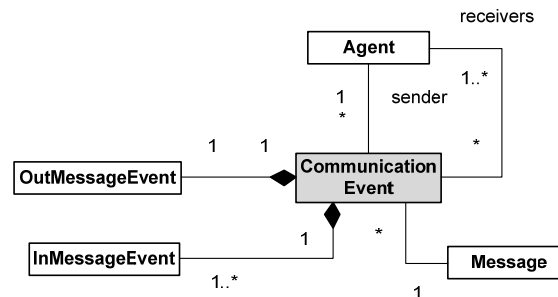 receivers
Agent
1..*
1
sender
*
1
1
*
Communication
Event
OutMessageEvent
1
*
InMessageEvent
1..*
Message
1